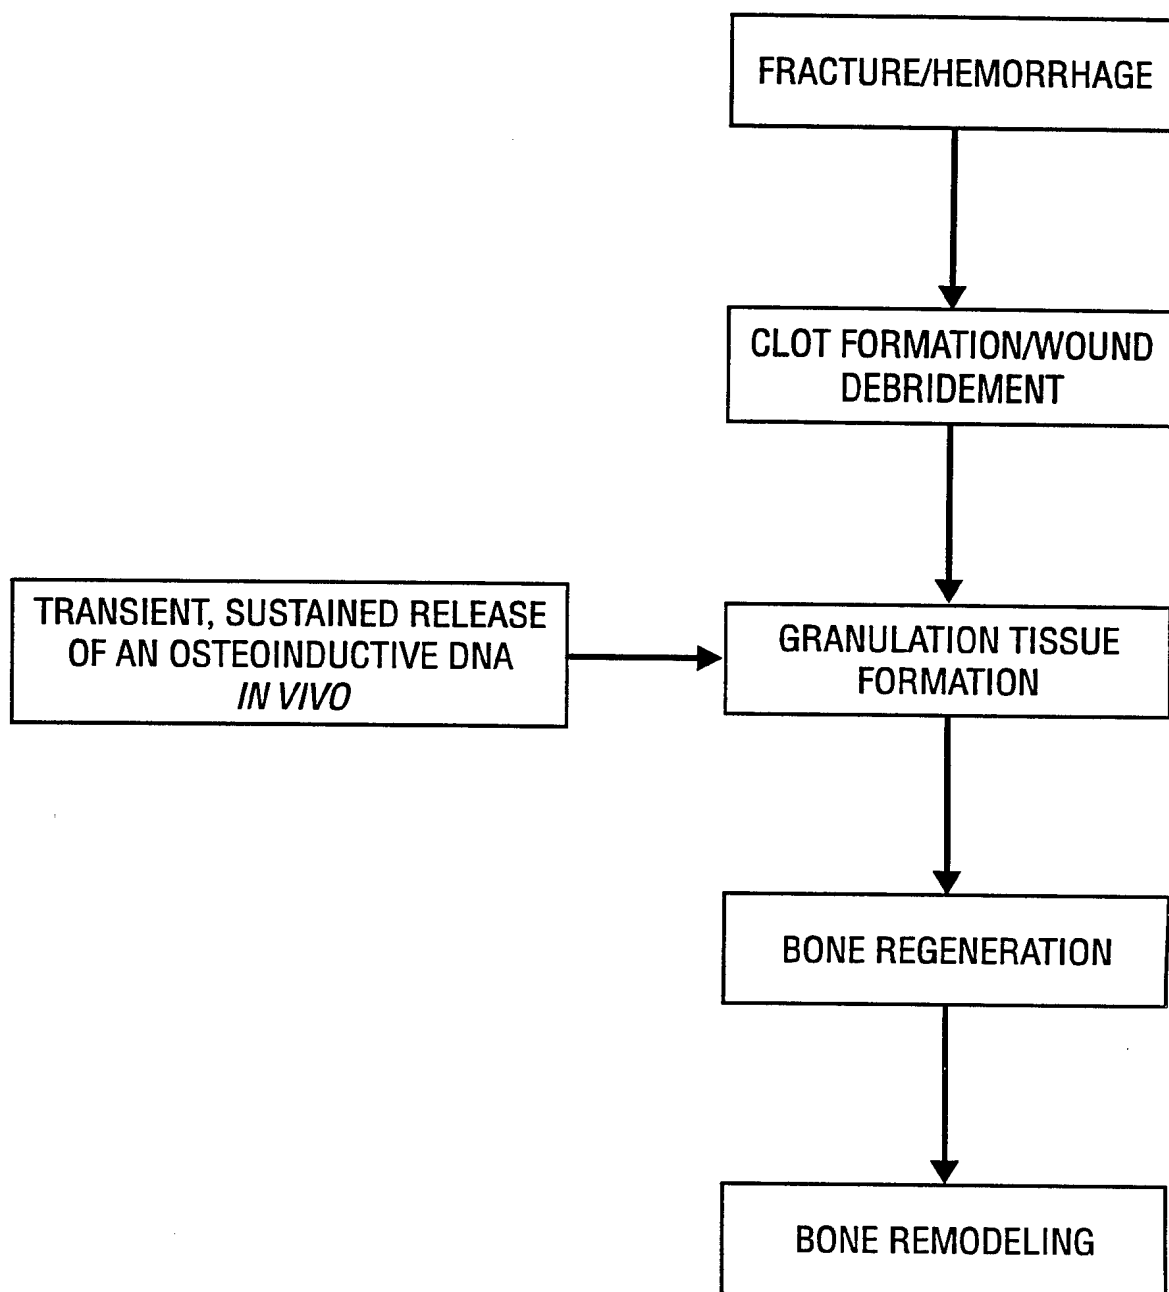 FRACTURE/HEMORRHAGE
CLOT FORMATION/WOUND
DEBRIDEMENT
TRANSIENT, SUSTAINED RELEASE
OF AN OSTEOINDUCTIVE DNA
IN VIVO
GRANULATION TISSUE
FORMATION
BONE REGENERATION
BONE REMODELING